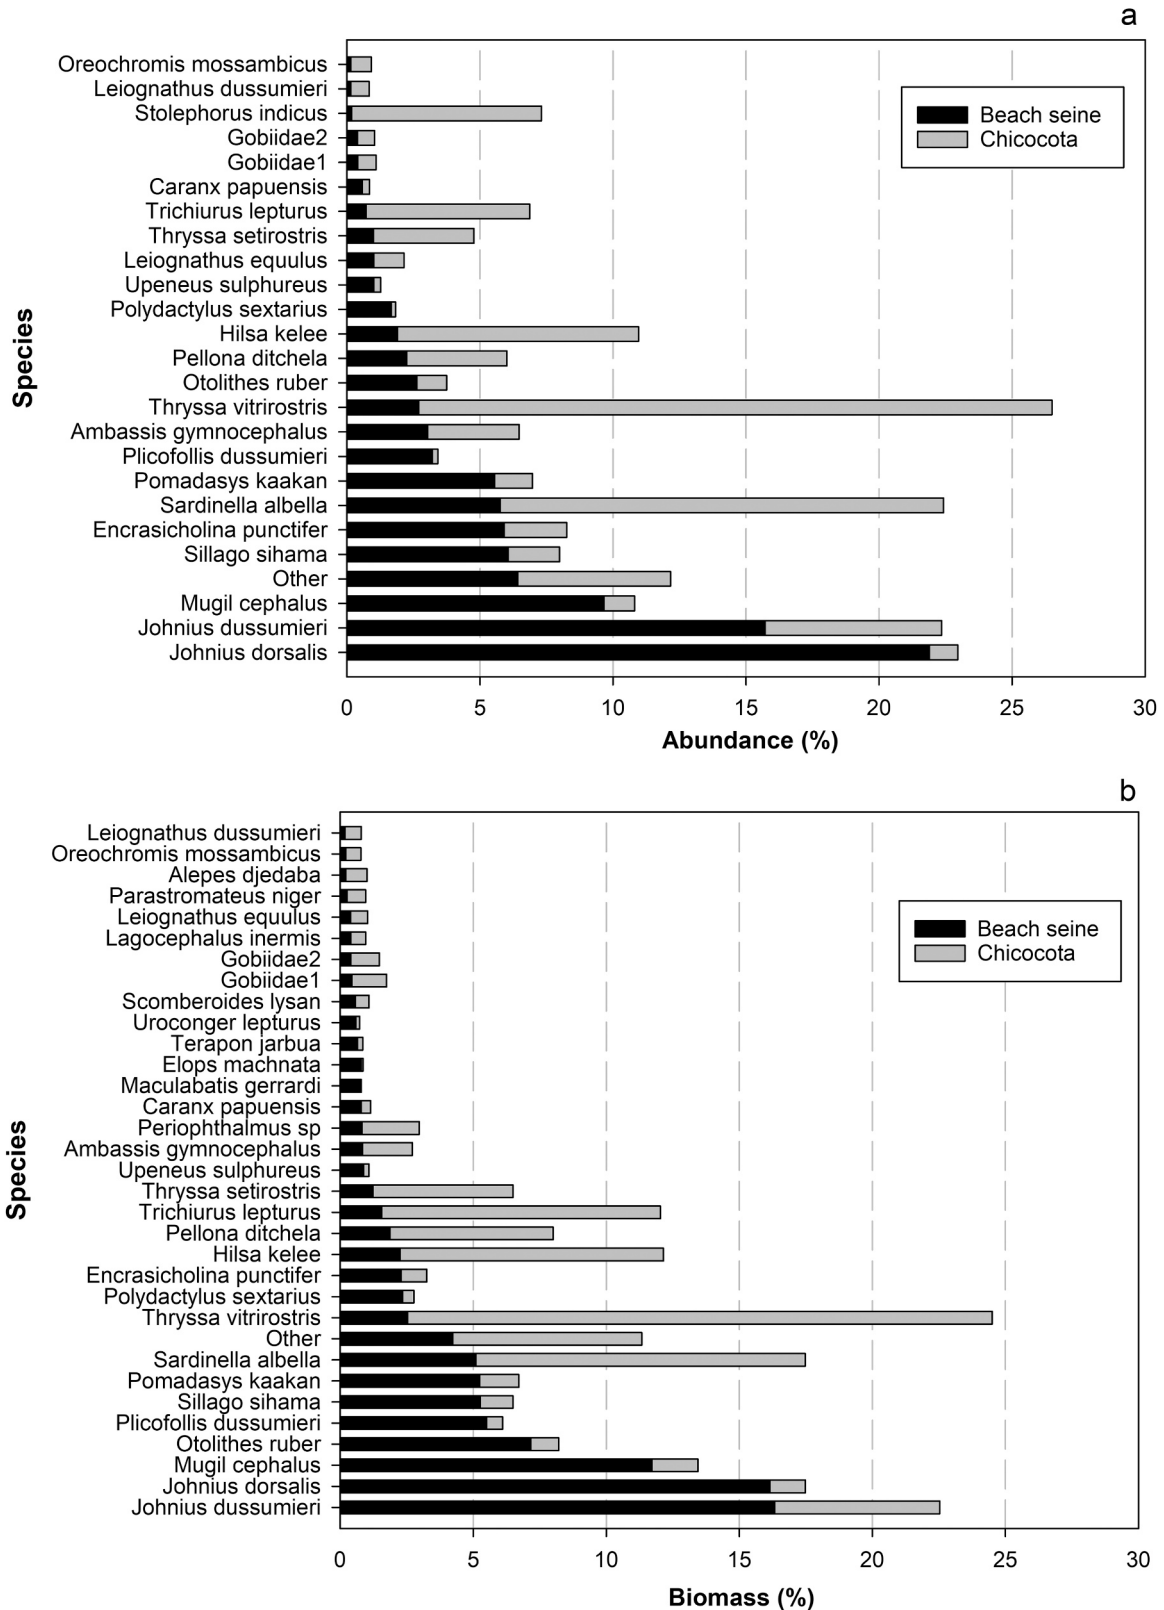 a
Oreochromis mossambicus
Leiognathus dussumieri
Stolephorus indicus
Gobiidae2
Gobiidae1
Caranx papuensis
Trichiurus lepturus
Thryssa setirostris
Leiognathus equulus
Upeneus sulphureus
Polydactylus sextarius
Hilsa kelee
Pellona ditchela
Otolithes ruber
Thryssa vitrirostris
Ambassis gymnocephalus
Plicofollis dussumieri
Pomadasys kaakan
Sardinella albella
Encrasicholina punctifer
Sillago sihama
Other
Mugil cephalus
Johnius dussumieri
Johnius dorsalis
Species
Beach seine
Chicocota
0 5 10 15 20 25 30
Abundance (%)
b
Leiognathus dussumieri
Oreochromis mossambicus
Alepes djedaba
Parastromateus niger
Leiognathus equulus
Lagocephalus inermis
Gobiidae2
Gobiidae1
Scomberoides lysan
Uroconger lepturus
Terapon jarbua
Elops machnata
Maculabatis gerrardi
Caranx papuensis
Periophthalmus sp
Ambassis gymnocephalus
Upeneus sulphureus
Thryssa setirostris
Trichiurus lepturus
Pellona ditchela
Hilsa kelee
Encrasicholina punctifer
Polydactylus sextarius
Thryssa vitrirostris
Other
Sardinella albella
Pomadasys kaakan
Sillago sihama
Plicofollis dussumieri
Otolithes ruber
Mugil cephalus
Johnius dorsalis
Johnius dussumieri
Species
Beach seine
Chicocota
0 5 10 15 20 25 30
Biomass (%)